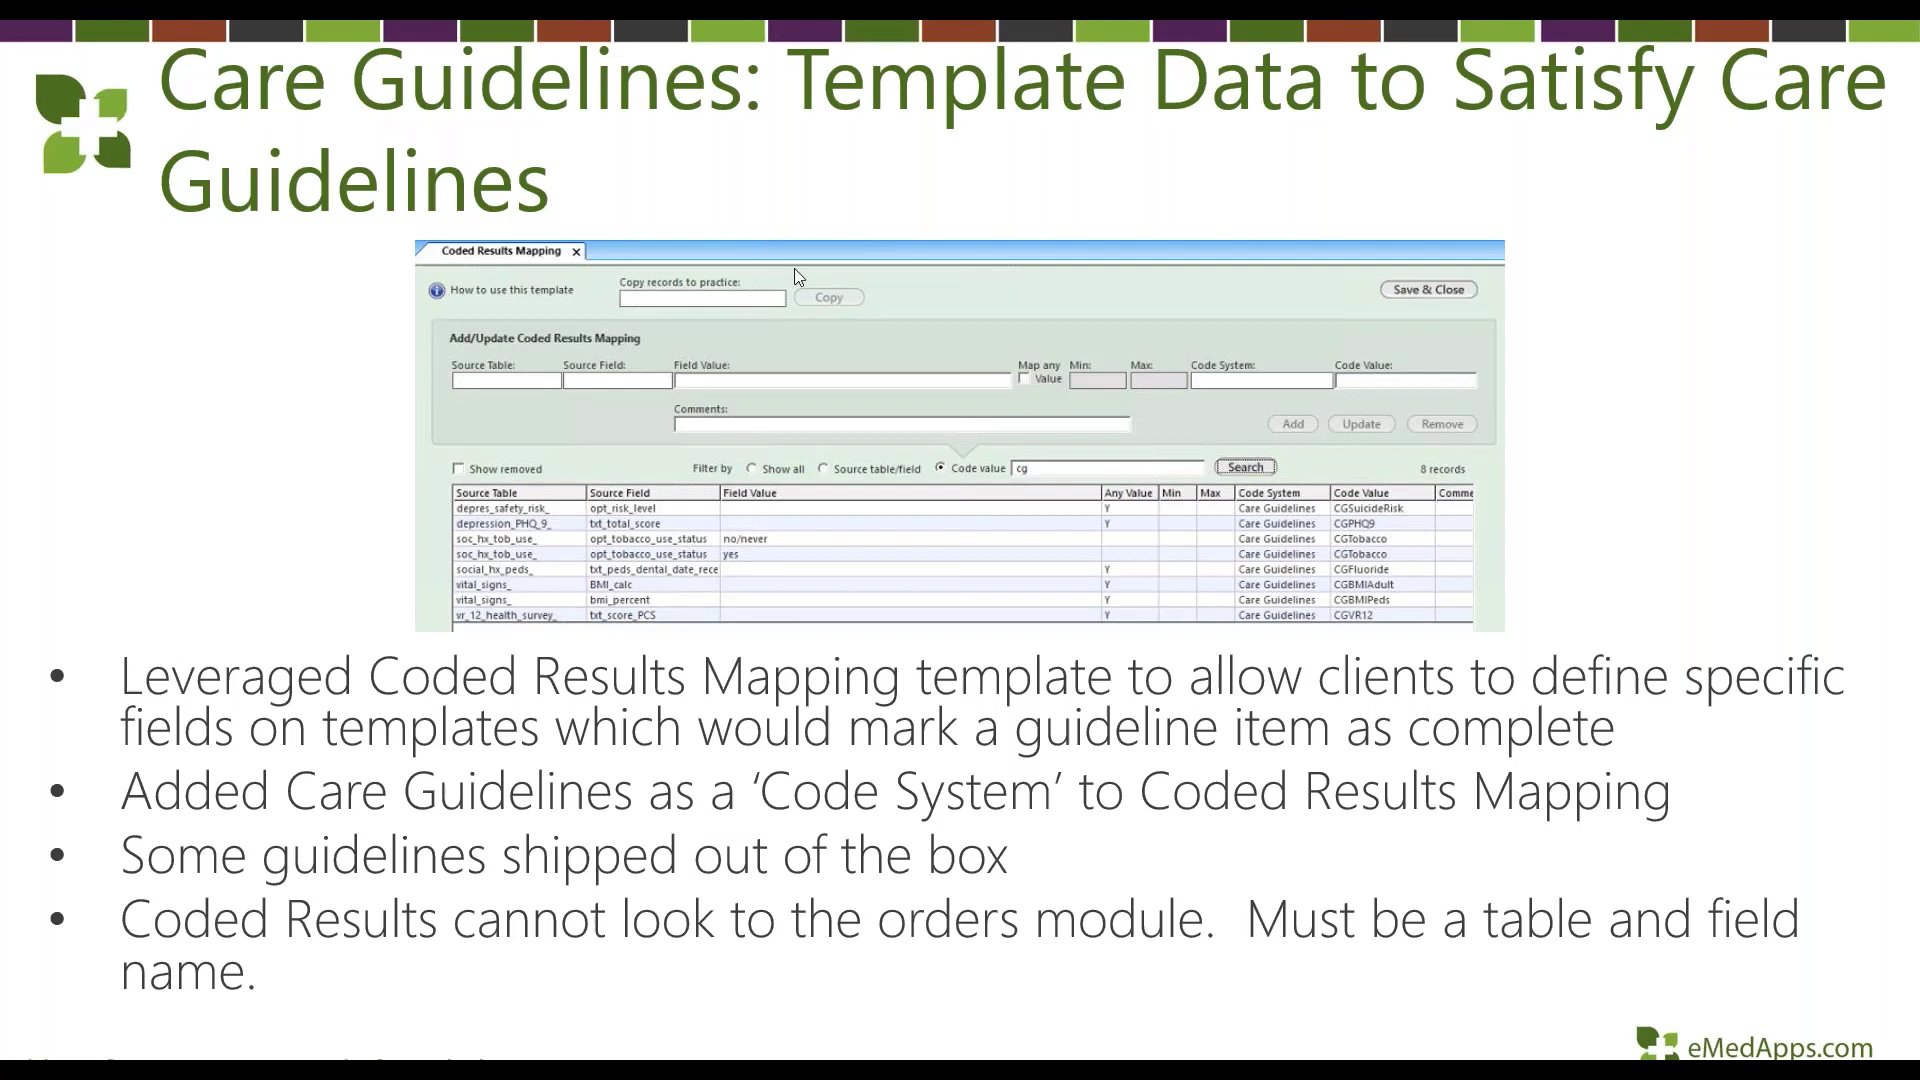 Care Guidelines: Template Data to Satisfy Care
Guidelines
Coded Results Mapping x
How to use this template
Copy records to practice:
Copy
Save & Close
Add/Update Coded Results Mapping
Source Table: Source Field: Field Value: Map any Value Min: Max: Code System: Code Value:
Comments:
Add Update Remove
Show removed Filter by Show all Source table/field Code value cg Search 8 records
Source Table Source Field Field Value Any Value Min Max Code System Code Value Comme
depres_safety_risk_ opt_risk_level Y Care Guidelines CGSuicideRisk
depression_PHQ_9_ txt_total_score Y Care Guidelines CGPHQ9
soc_hx_tob_use_ opt_tobacco_use_status no/never Care Guidelines CGTobacco
soc_hx_tob_use_ opt_tobacco_use_status yes Care Guidelines CGTobacco
social_hx_peds_ txt_peds_dental_date_rece Y Care Guidelines CGFluoride
vital_signs_ BMI_calc Y Care Guidelines CGBMIAdult
vital_signs_ bmi_percent Y Care Guidelines CGBMIPeds
vr_12_health_survey_ txt_score_PCS Y Care Guidelines CGVR12
• Leveraged Coded Results Mapping template to allow clients to define specific
fields on templates which would mark a guideline item as complete
• Added Care Guidelines as a ‘Code System’ to Coded Results Mapping
• Some guidelines shipped out of the box
• Coded Results cannot look to the orders module. Must be a table and field
name.
eMedApps.com